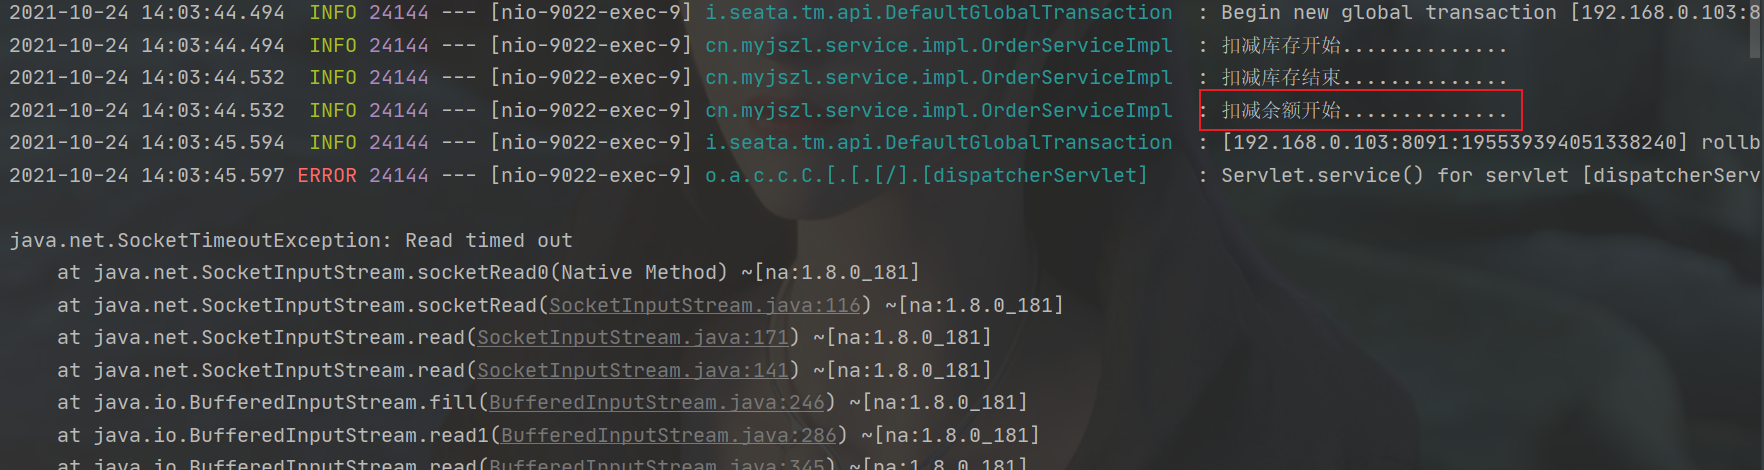 2021-10-24 14:03:44.494  INFO 24144 --- [nio-9022-exec-9] i.seata.tm.api.DefaultGlobalTransaction  : Begin new global transaction [192.168.0.103:8
2021-10-24 14:03:44.494  INFO 24144 --- [nio-9022-exec-9] cn.myjszl.service.impl.OrderServiceImpl  : 扣减库存开始..............
2021-10-24 14:03:44.532  INFO 24144 --- [nio-9022-exec-9] cn.myjszl.service.impl.OrderServiceImpl  : 扣减库存结束..............
2021-10-24 14:03:44.532  INFO 24144 --- [nio-9022-exec-9] cn.myjszl.service.impl.OrderServiceImpl  : 扣减余额开始..............
2021-10-24 14:03:45.594  INFO 24144 --- [nio-9022-exec-9] i.seata.tm.api.DefaultGlobalTransaction  : [192.168.0.103:8091:195539394051338240] rollb
2021-10-24 14:03:45.597 ERROR 24144 --- [nio-9022-exec-9] o.a.c.c.C.[.[.[/].[dispatcherServlet]    : Servlet.service() for servlet [dispatcherServ
java.net.SocketTimeoutException: Read timed out
at java.net.SocketInputStream.socketRead0(Native Method) ~[na:1.8.0_181]
at java.net.SocketInputStream.socketRead(SocketInputStream.java:116) ~[na:1.8.0_181]
at java.net.SocketInputStream.read(SocketInputStream.java:171) ~[na:1.8.0_181]
at java.net.SocketInputStream.read(SocketInputStream.java:141) ~[na:1.8.0_181]
at java.io.BufferedInputStream.fill(BufferedInputStream.java:246) ~[na:1.8.0_181]
at java.io.BufferedInputStream.read1(BufferedInputStream.java:286) ~[na:1.8.0_181]
at java.io.BufferedInputStream.read(BufferedInputStream.java:345) ~[na:1.8.0_181]